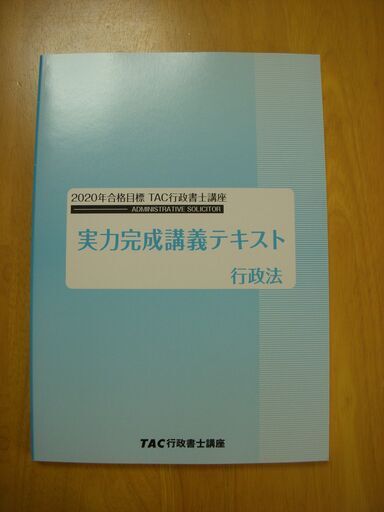 2020年合格目標 TAC行政書士講座
ADMINISTRATIVE SOLICITOR
実力完成講義テキスト
行政法
TAC行政書士講座